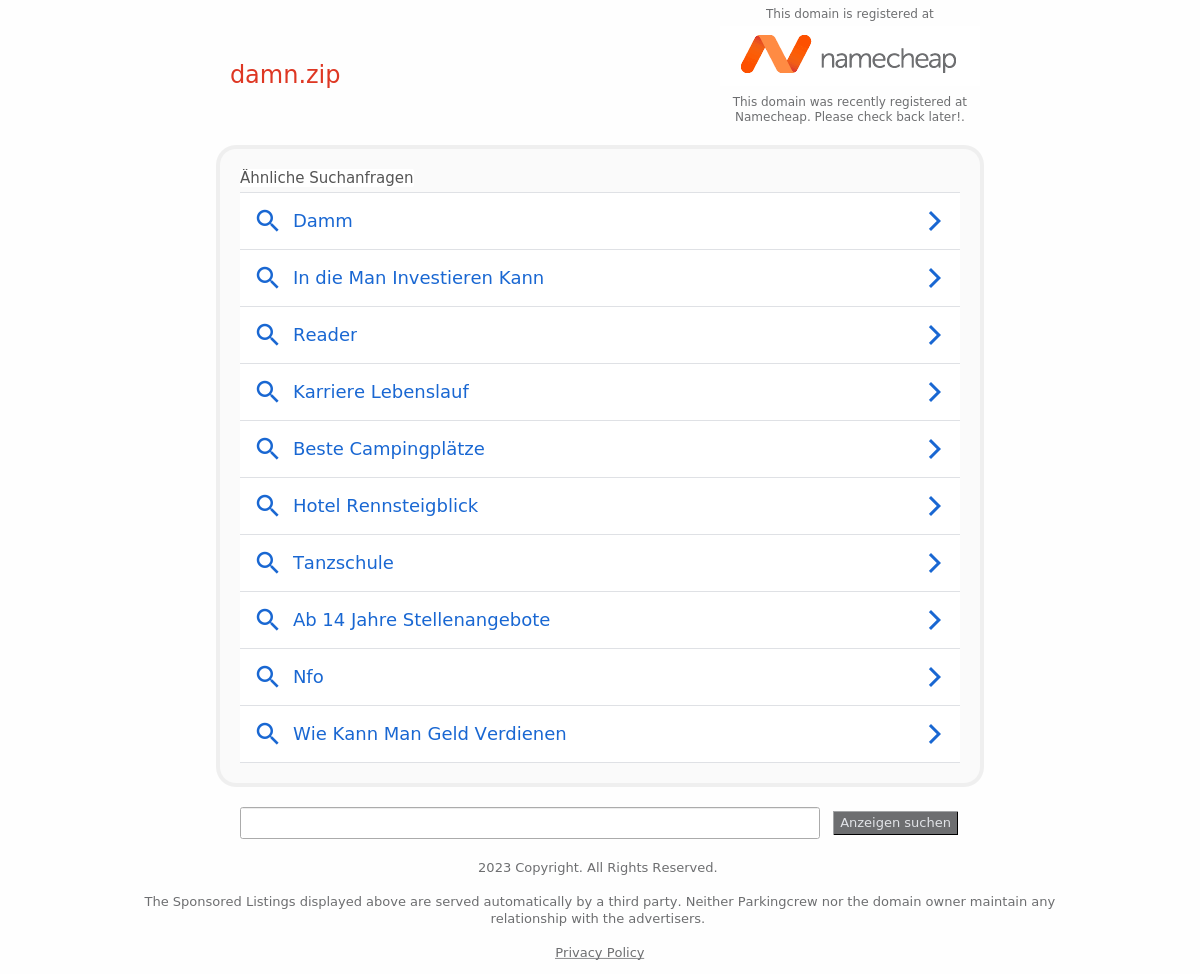 This domain is registered at
namecheap
damn.zip
This domain was recently registered at
Namecheap. Please check back later!.
Ähnliche Suchanfragen
Damm
In die Man Investieren Kann
Reader
Karriere Lebenslauf
Beste Campingplätze
Hotel Rennsteigblick
Tanzschule
Ab 14 Jahre Stellenangebote
Nfo
Wie Kann Man Geld Verdienen
Anzeigen suchen
2023 Copyright. All Rights Reserved.
The Sponsored Listings displayed above are served automatically by a third party. Neither Parkingcrew nor the domain owner maintain any
relationship with the advertisers.
Privacy Policy